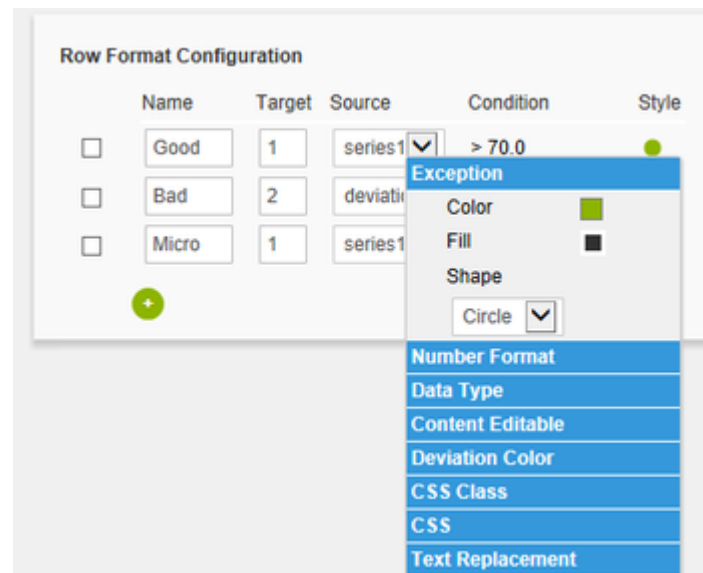 Row Format Configuration
Name Target Source Condition Style
Good 1 series1 > 70.0
Exception
Bad 2 Color
Fill
Micro 1 series1
Shape
Circle
Number Format
Data Type
Content Editable
Deviation Color
CSS Class
CSS
Text Replacement